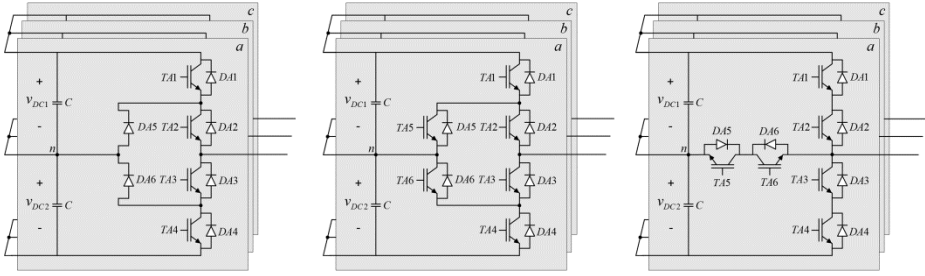 c
b
a
TA1
DA1
+
vDC1
C
-
DA5
TA2
DA2
n
+
DA6
TA3
DA3
vDC2
C
-
TA4
DA4
c
b
a
TA1
DA1
+
vDC1
C
-
TA5
DA5
TA2
DA2
n
+
TA6
DA6
TA3
DA3
vDC2
C
-
TA4
DA4
c
b
a
TA1
DA1
+
vDC1
C
-
TA2
DA2
DA5
DA6
n
+
TA5
TA6
TA3
DA3
vDC2
C
-
TA4
DA4